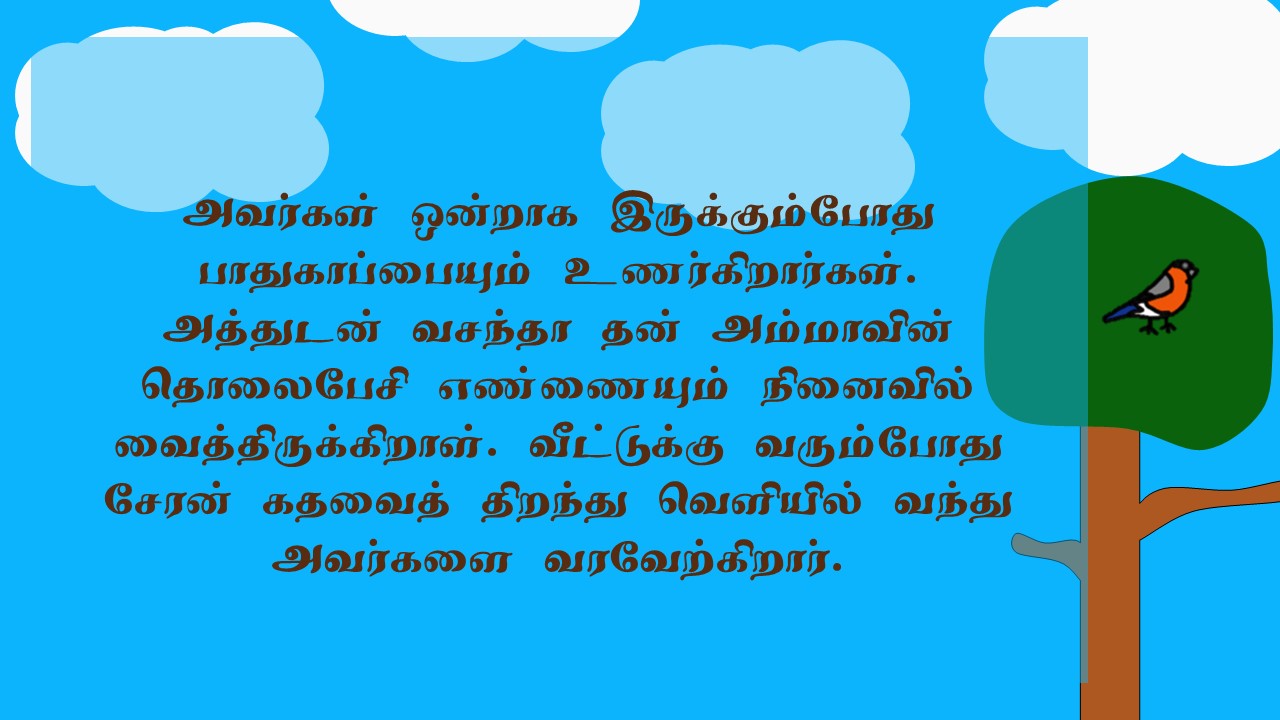 அவர்கள் ஒன்றாக இருக்கும்போது
பாதுகாப்பையும் உணர்கிறார்கள்.
அத்துடன் வசந்தா தன் அம்மாவின்
தொலைபேசி எண்ணையும் நினைவில்
வைத்திருக்கிறாள். வீட்டுக்கு வரும்போது
சேரன் கதவைத் திறந்து வெளியில் வந்து
அவர்களை வரவேற்கிறார்.